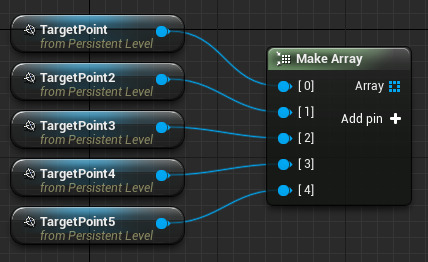 TargetPoint
from Persistent Level
TargetPoint2
from Persistent Level
TargetPoint3
from Persistent Level
TargetPoint4
from Persistent Level
TargetPoint5
from Persistent Level
Make Array
[0] Array
[1] Add pin
[2]
[3]
[4]